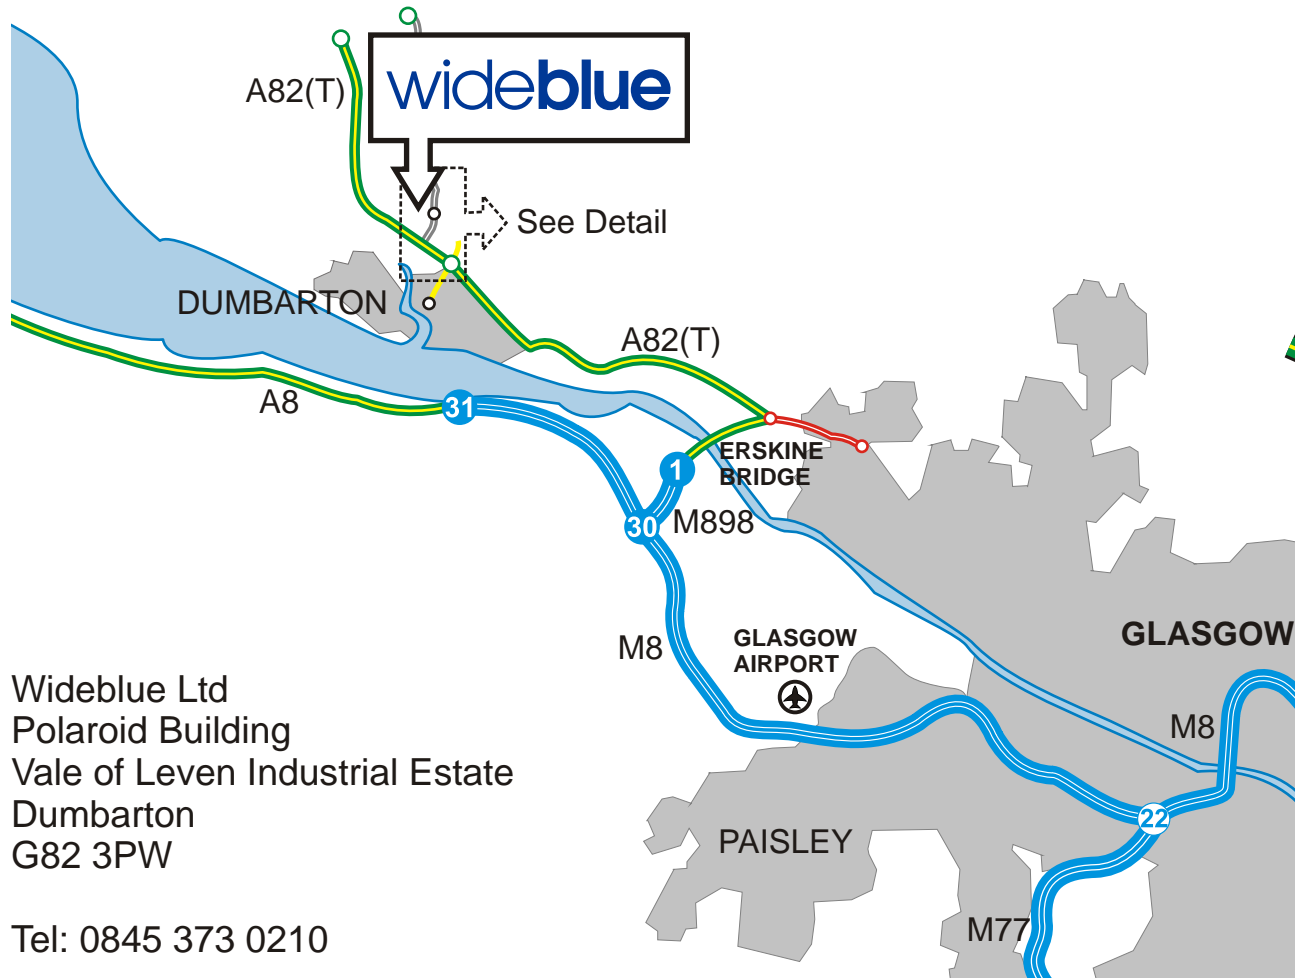 A82(T)
wideblue
See Detail
DUMBARTON
A82(T)
A8
31
ERSKINE
BRIDGE
1
30
M898
GLASGOW
M8
GLASGOW
AIRPORT
M8
22
PAISLEY
M77
Wideblue Ltd
Polaroid Building
Vale of Leven Industrial Estate
Dumbarton
G82 3PW
Tel: 0845 373 0210